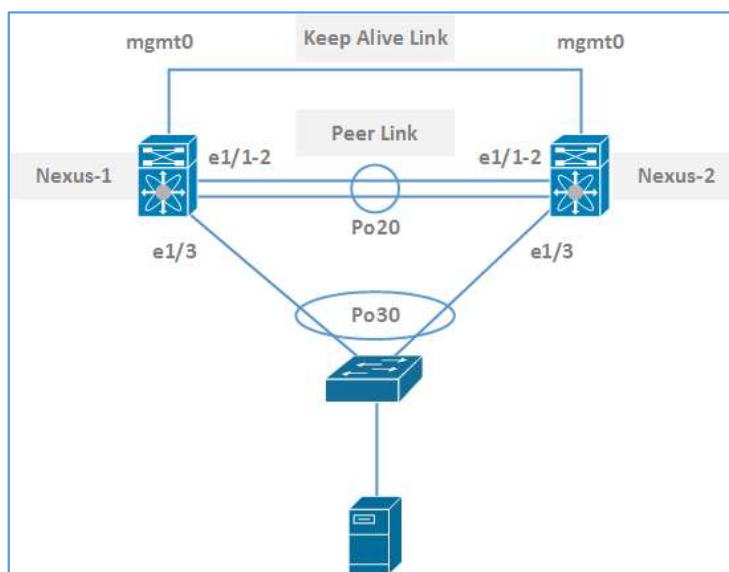 mgmt0
Keep Alive Link
mgmt0
Peer Link
e1/1-2
e1/1-2
Nexus-1
Nexus-2
Po20
e1/3
e1/3
Po30